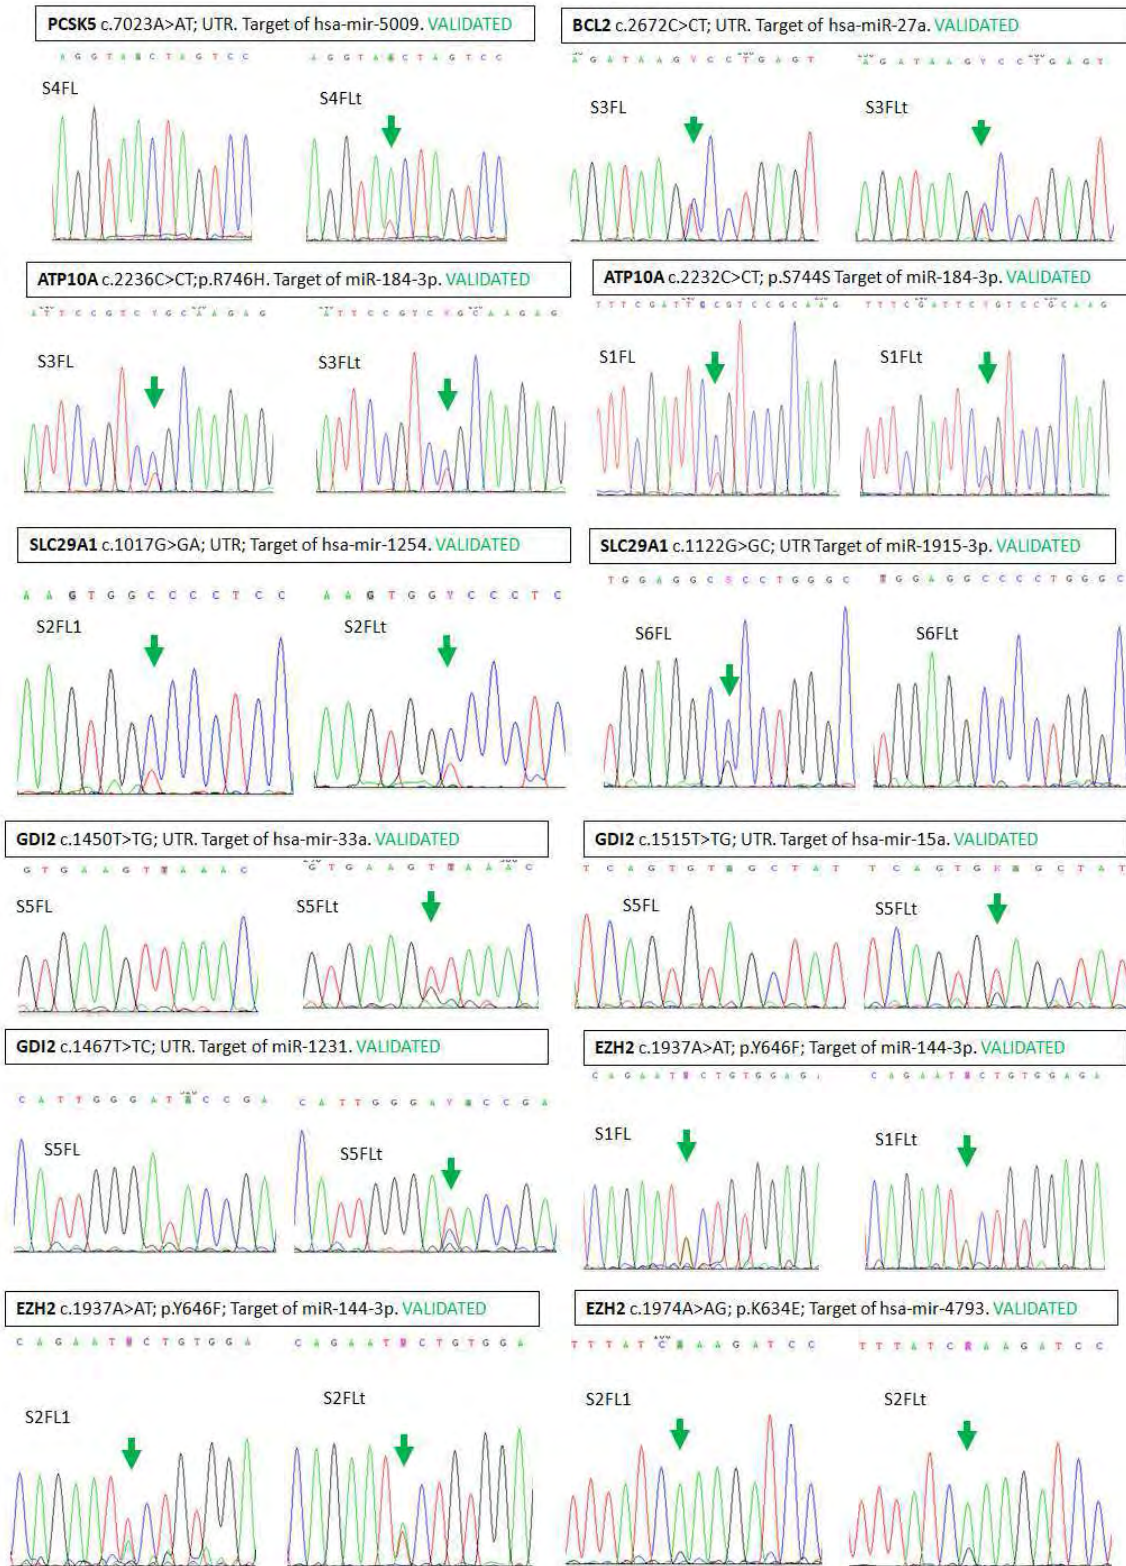 PCSK5 c.7023A>AT; UTR. Target of hsa-mir-5009. VALIDATED
BCL2 c.2672C>CT; UTR. Target of hsa-miR-27a. VALIDATED
S4FL
S4FLt
S3FL
S3FLt
A G A T A A G Y C C T G A G T
A G A T A A G Y C C T G A G T
ATP10A c.2236C>CT;p.R746H. Target of miR-184-3p. VALIDATED
ATP10A c.2232C>CT; p.S744S Target of miR-184-3p. VALIDATED
A T T C C G T C Y G C A A G A G
S3FL
S3FLt
S1FL
S1FLt
SLC29A1 c.1017G>GA; UTR; Target of hsa-mir-1254. VALIDATED
SLC29A1 c.1122G>GC; UTR Target of miR-1915-3p. VALIDATED
A A G T G G C C C C T C C
A A G T G G Y C C C T C
T G G A G G C S C C T G G G C
T G G A G G C C C C T G G G C
S2FL1
S2FLt
S6FL
S6FLt
GDI2 c.1450T>TG; UTR. Target of hsa-mir-33a. VALIDATED
GDI2 c.1515T>TG; UTR. Target of hsa-mir-15a. VALIDATED
G T G A A G T T A A A C
G T G A A G T T A A A C
S5FL
S5FLt
S5FL
S5FLt
GDI2 c.1467T>TC; UTR. Target of miR-1231. VALIDATED
EZH2 c.1937A>AT; p.Y646F; Target of miR-144-3p. VALIDATED
S5FL
S5FLt
S1FL
S1FLt
EZH2 c.1937A>AT; p.Y646F; Target of miR-144-3p. VALIDATED
EZH2 c.1974A>AG; p.K634E; Target of hsa-mir-4793. VALIDATED
C A G A A T W C T G T G G A
C A G A A T W C T G T G G A
T T T A T C R A A G A T C C
S2FL1
S2FLt
S2FL1
S2FLt